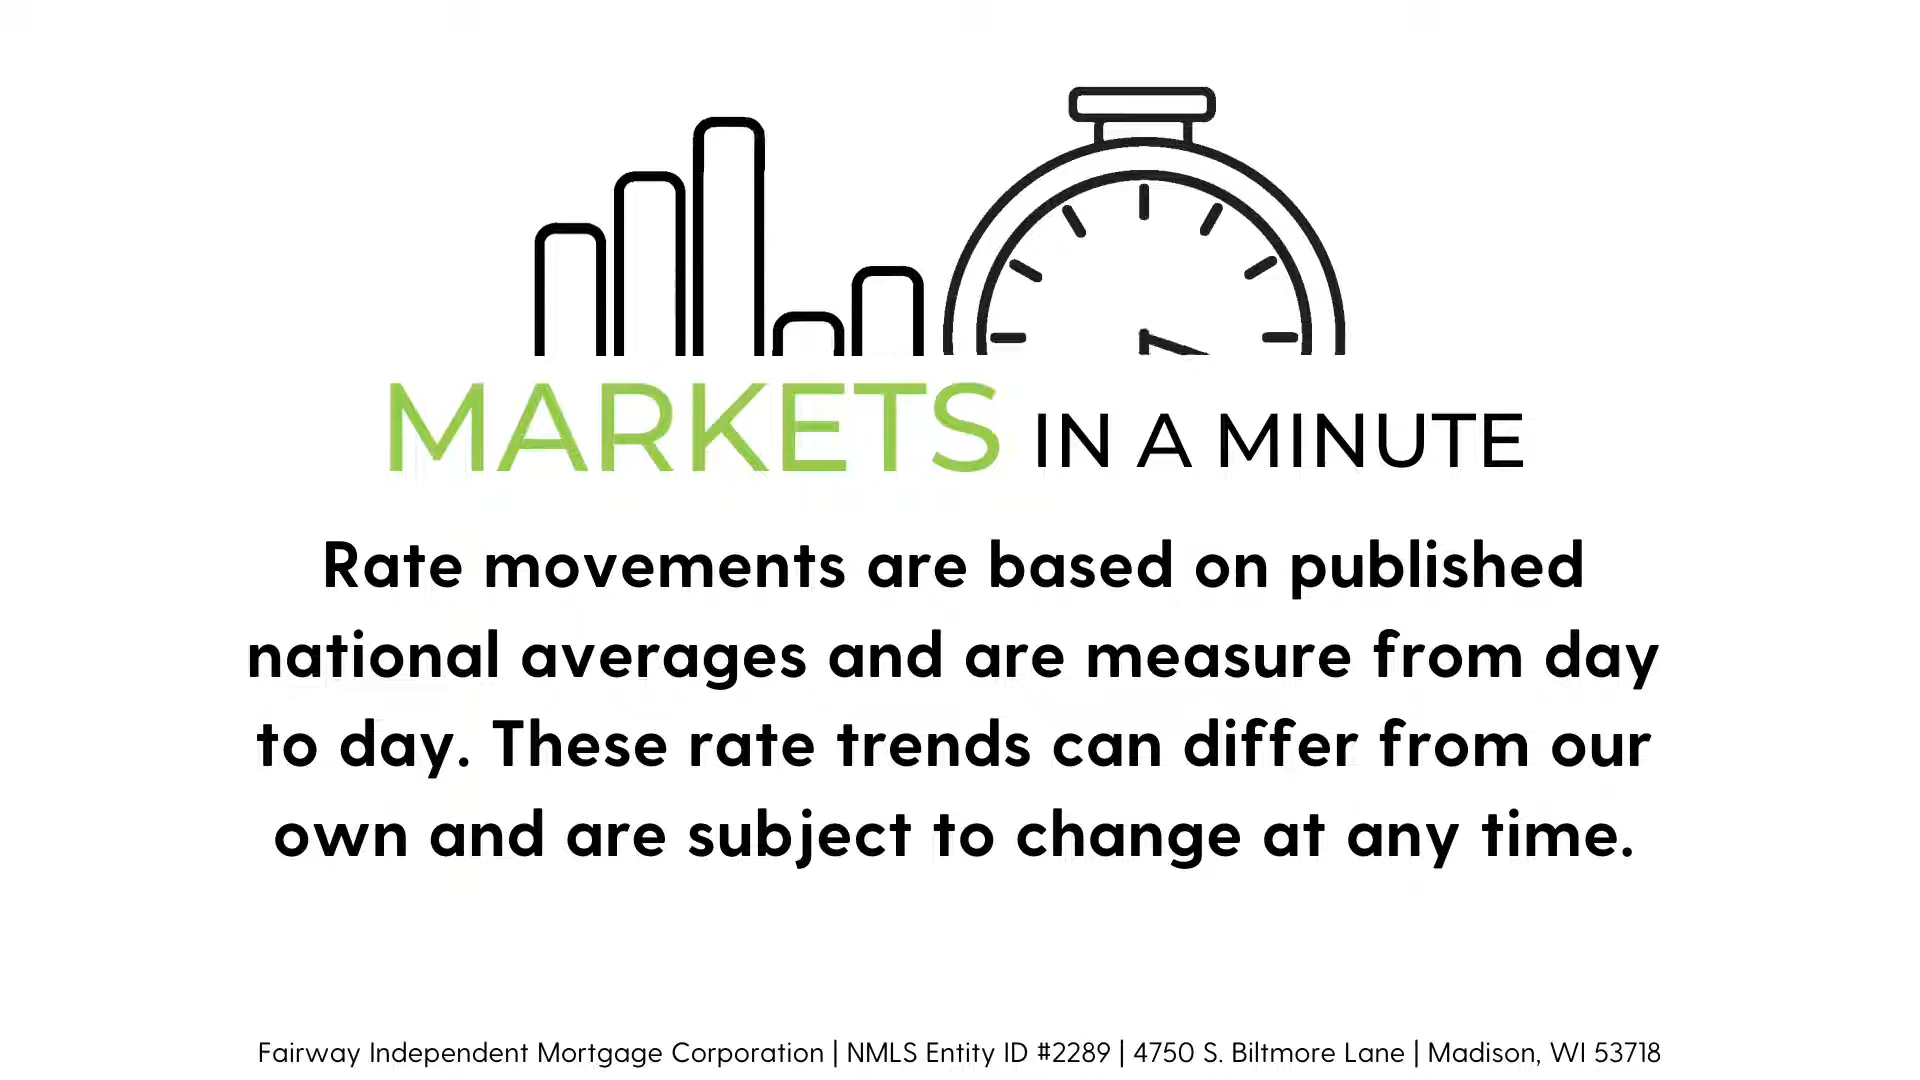 MARKETS IN A MINUTE
Rate movements are based on published
national averages and are measure from day
to day. These rate trends can differ from our
own and are subject to change at any time.
Fairway Independent Mortgage Corporation | NMLS Entity ID #2289 | 4750 S. Biltmore Lane | Madison, WI 53718